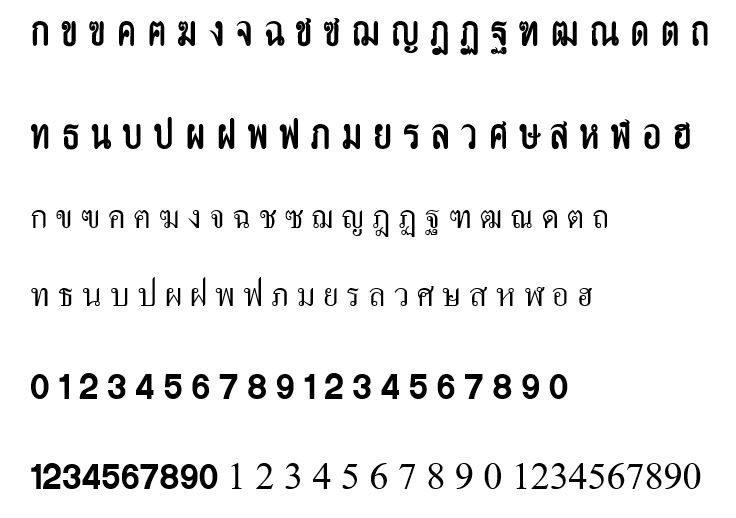 ก ข ฃ ค ฅ ฆ ง จ ฉ ช ซ ฌ ญ ฎ ฏ ฐ ฑ ฒ ณ ด ต ถ
ท ธ น บ ป ผ ฝ พ ฟ ภ ม ย ร ล ว ศ ษ ส ห ฬ อ ฮ
ก ข ฃ ค ฅ ฆ ง จ ฉ ช ซ ฌ ญ ฎ ฏ ฐ ฑ ฒ ณ ด ต ถ
ท ธ น บ ป ผ ฝ พ ฟ ภ ม ย ร ล ว ศ ษ ส ห ฬ อ ฮ
0 1 2 3 4 5 6 7 8 9 1 2 3 4 5 6 7 8 9 0
1234567890 1 2 3 4 5 6 7 8 9 0 1234567890